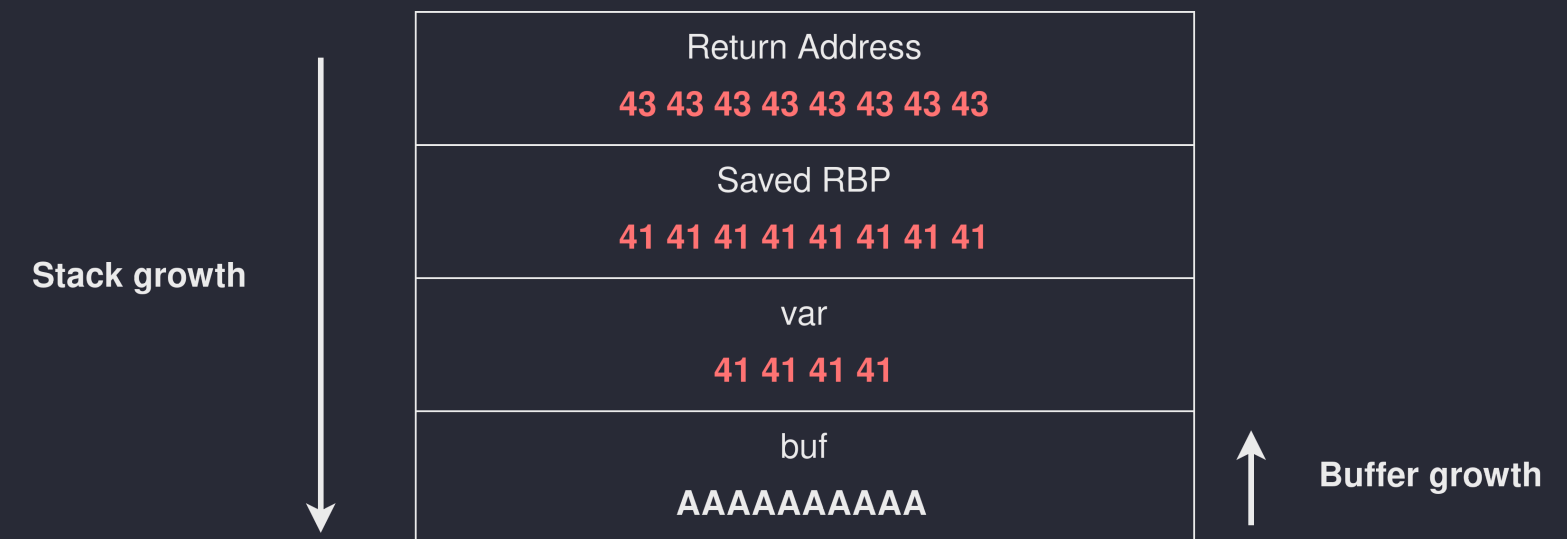 Return Address
43 43 43 43 43 43 43 43
Saved RBP
41 41 41 41 41 41 41 41
Stack growth
var
41 41 41 41
buf
AAAAAAAAAA
Buffer growth